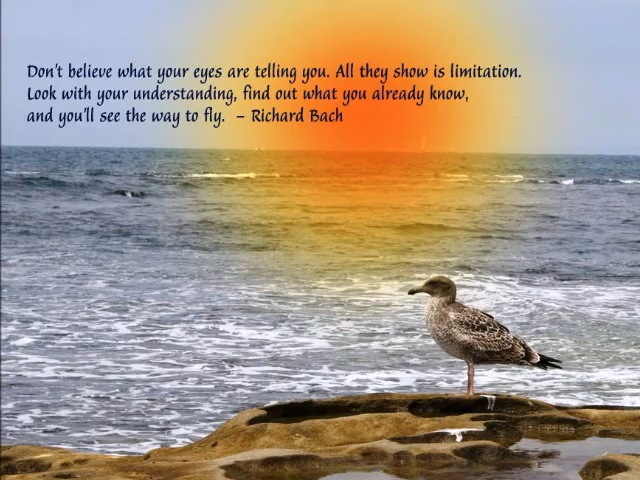 Don't believe what your eyes are telling you. All they show is limitation.
Look with your understanding, find out what you already know,
and you'll see the way to fly. – Richard Bach